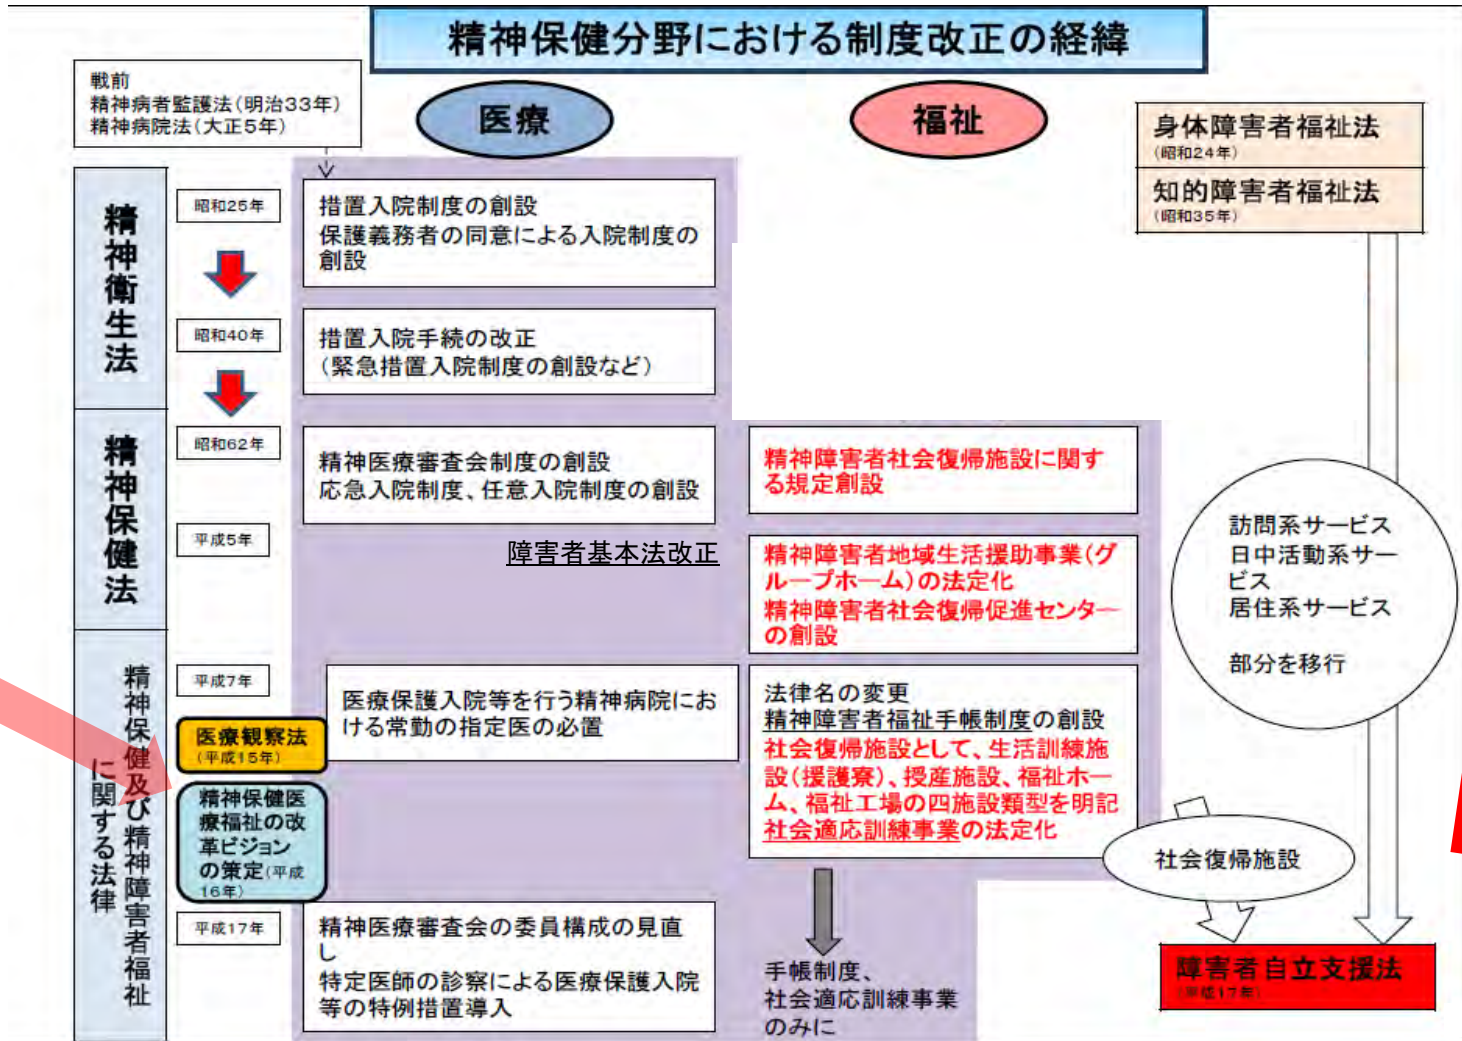 精神保健分野における制度改正の経緯
戦前
精神病者監護法(明治33年)
精神病院法(大正5年)
医療
福祉
身体障害者福祉法
(昭和24年)
知的障害者福祉法
(昭和35年)
精神衛生法
昭和25年
措置入院制度の創設
保護義務者の同意による入院制度の
創設
昭和40年
措置入院手続の改正
(緊急措置入院制度の創設など)
精神保健法
昭和62年
精神医療審査会制度の創設
応急入院制度、任意入院制度の創設
精神障害者社会復帰施設に関す
る規定創設
平成5年
障害者基本法改正
精神障害者地域生活援助事業(グ
ループホーム)の法定化
精神障害者社会復帰促進センター
の創設
訪問系サービス
日中活動系サー
ビス
居住系サービス
部分を移行
精神保健及び精神障害者福祉
に関する法律
平成7年
医療保護入院等を行う精神病院にお
ける常勤の指定医の必置
法律名の変更
精神障害者福祉手帳制度の創設
社会復帰施設として、生活訓練施
設(援護寮)、授産施設、福祉ホー
ム、福祉工場の四施設類型を明記
社会適応訓練事業の法定化
医療観察法
(平成15年)
精神保健医
療福祉の改
革ビジョン
の策定(平成
16年)
社会復帰施設
平成17年
精神医療審査会の委員構成の見直
し
特定医師の診察による医療保護入院
等の特例措置導入
手帳制度、
社会適応訓練事業
のみに
障害者自立支援法
(平成17年)